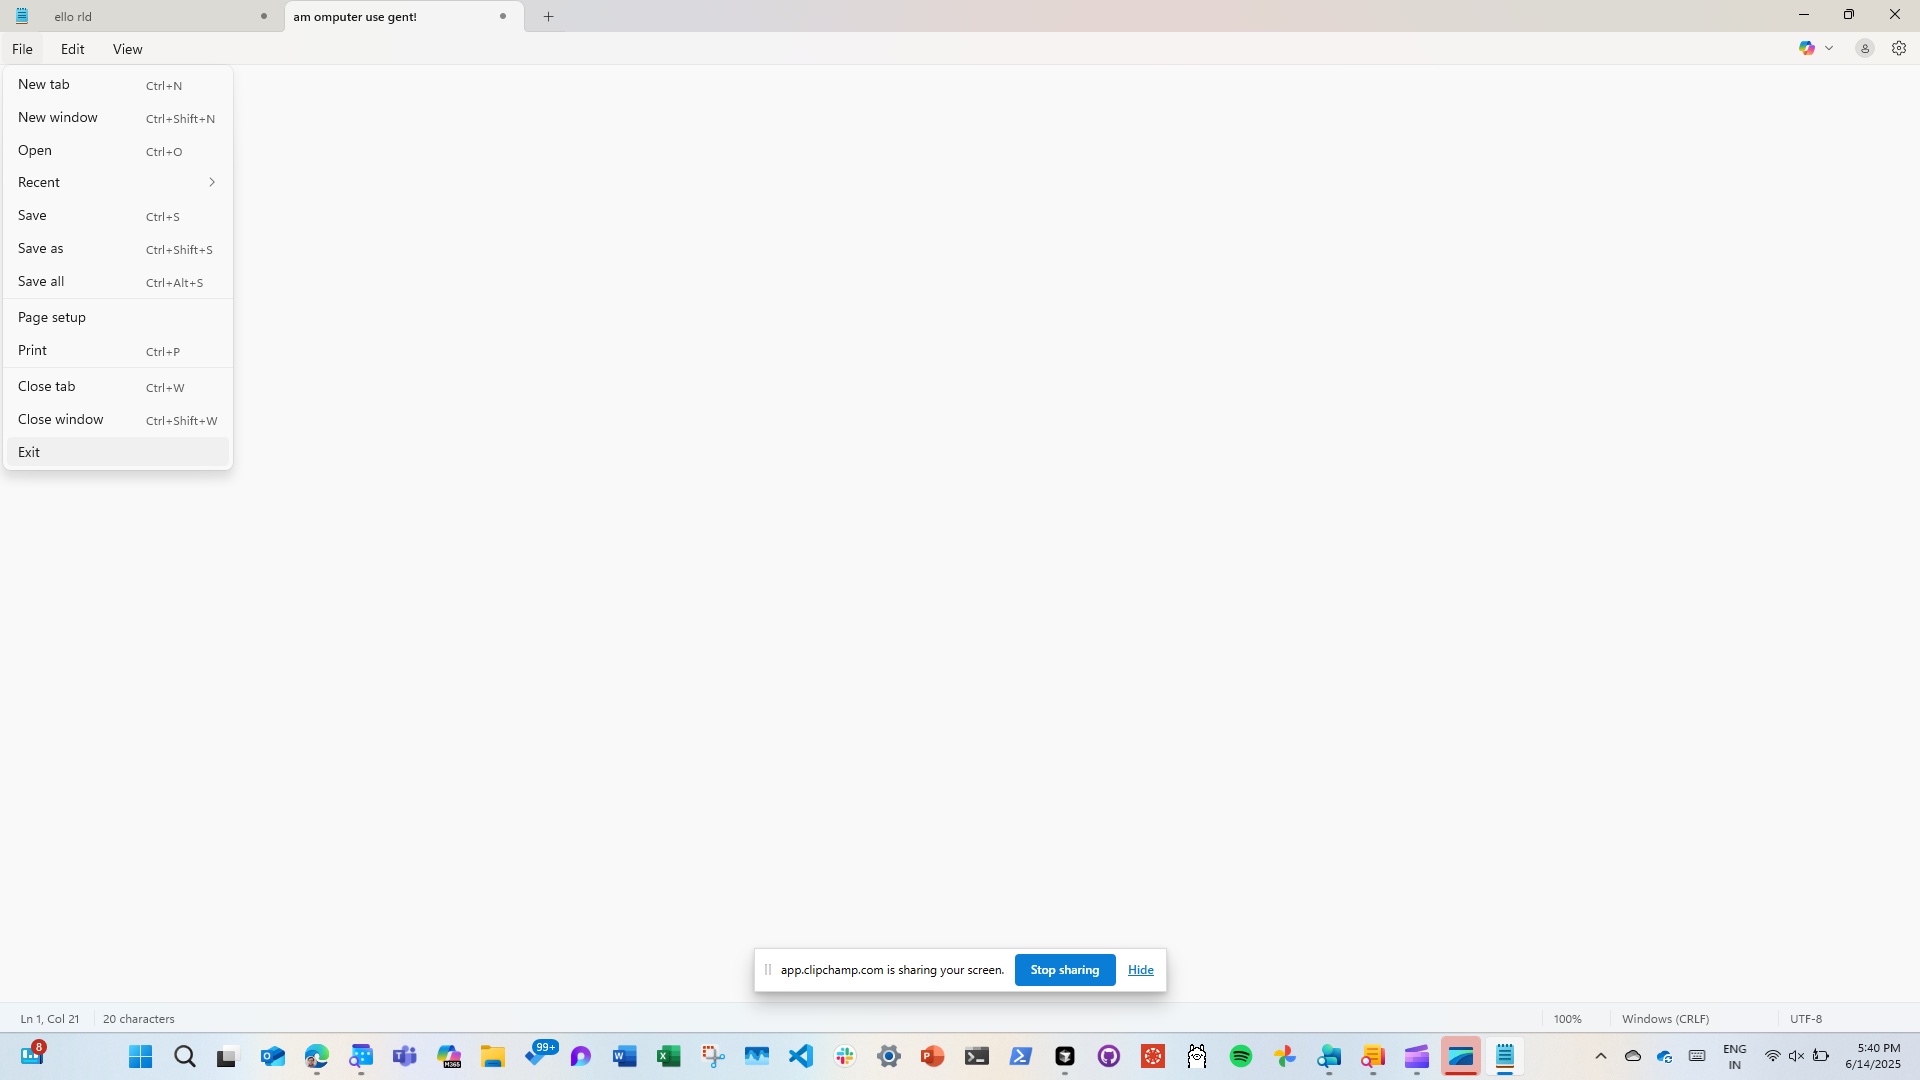 ello rld
am omputer use gent!
File Edit View
New tab Ctrl+N
New window Ctrl+Shift+N
Open Ctrl+O
Recent
Save Ctrl+S
Save as Ctrl+Shift+S
Save all Ctrl+Alt+S
Page setup
Print Ctrl+P
Close tab Ctrl+W
Close window Ctrl+Shift+W
Exit
app.clipchamp.com is sharing your screen. Stop sharing Hide
Ln 1, Col 21 20 characters 100% Windows (CRLF) UTF-8
8
99+
M365
ENG
IN
5:40 PM
6/14/2025